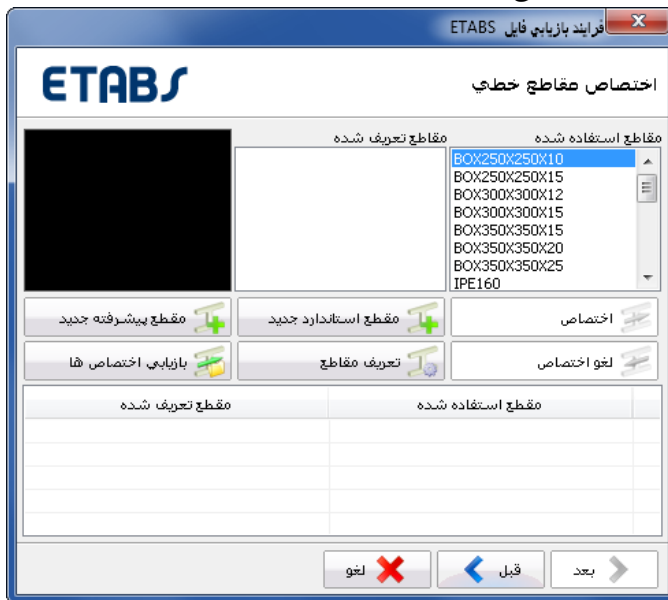 فرایند بازیابی فایل ETABS
ETABS
اختصاص مقاطع خطي
مقاطع استفاده شده
مقاطع تعریف شده
BOX250X250X10
BOX250X250X15
BOX300X300X12
BOX300X300X15
BOX350X350X15
BOX350X350X20
BOX350X350X25
IPE160
اختصاص
مقطع استاندارد جدید
مقطع پیشرفته جدید
لغو اختصاص
تعریف مقاطع
بازیابی اختصاص ها
مقطع استفاده شده
مقطع تعریف شده
بعد
قبل
لغو